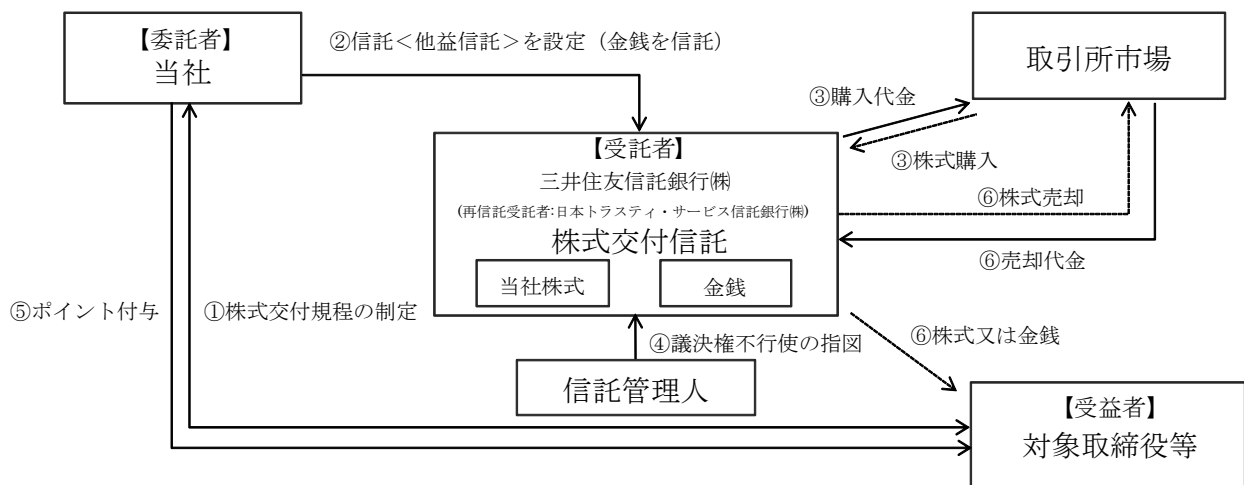 【委託者】
当社
②信託<他益信託>を設定（金銭を信託）
取引所市場
③購入代金
③株式購入
【受託者】
三井住友信託銀行㈱
(再信託受託者:日本トラスティ・サービス信託銀行㈱)
株式交付信託
当社株式
金銭
⑥株式売却
⑥売却代金
⑤ポイント付与
①株式交付規程の制定
④議決権不行使の指図
⑥株式又は金銭
信託管理人
【受益者】
対象取締役等